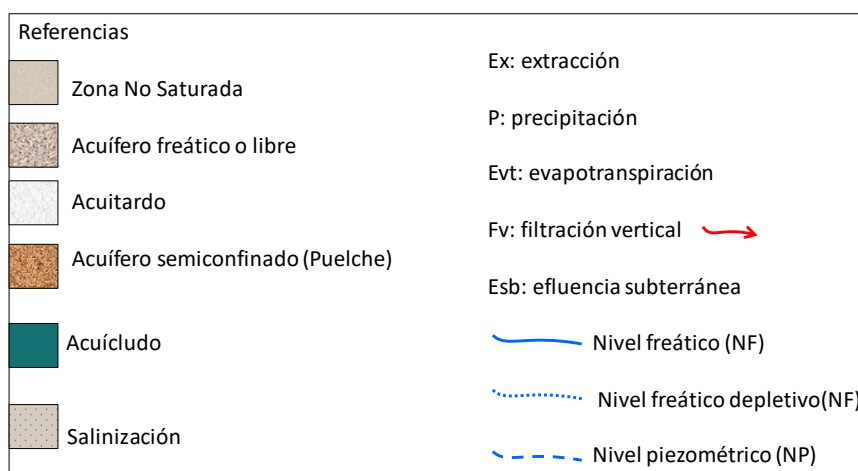 Referencias
Zona No Saturada
Acuífero freático o libre
Acuitardo
Acuífero semiconfinado (Puelche)
Acuícludo
Salinización
Ex: extracción
P: precipitación
Evt: evapotranspiración
Fv: filtración vertical
Esb: efluencia subterránea
Nivel freático (NF)
Nivel freático depletivo(NF)
Nivel piezométrico (NP)